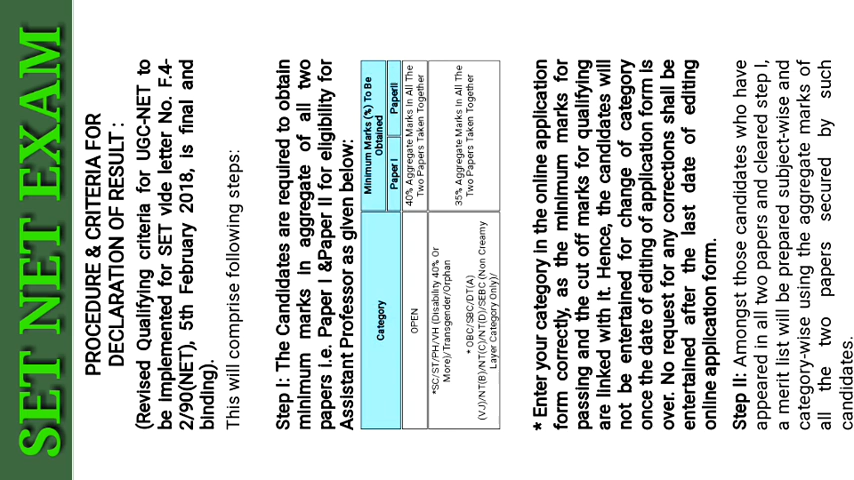 SET NET EXAM
PROCEDURE & CRITERIA FOR
DECLARATION OF RESULT :
(Revised Qualifying criteria for UGC-NET to
be implemented for SET vide letter No. F.4-
2/90(NET), 5th February 2018, is final and
binding).
This will comprise following steps:
Step I: The Candidates are required to obtain
minimum marks in aggregate of all two
papers i.e. Paper I &Paper II for eligibility for
Assistant Professor as given below:
Category
Minimum Marks (%) To Be
Obtained
Paper I
PaperII
OPEN
40% Aggregate Marks In All The
Two Papers Taken Together
*SC/ST/PH/VH (Disability 40% Or
More)/Transgender/Orphan
* OBC/SBC/DT(A)
(VJ)/NT(B)/NT(C)/NT(D)/SEBC (Non Creamy
Layer Category Only)/
35% Aggregate Marks In All The
Two Papers Taken Together
* Enter your category in the online application
form correctly, as the minimum marks for
passing and the cut off marks for qualifying
are linked with it. Hence, the candidates will
not be entertained for change of category
once the date of editing of application form is
over. No request for any corrections shall be
entertained after the last date of editing
online application form.
Step II: Amongst those candidates who have
appeared in all two papers and cleared step I,
a merit list will be prepared subject-wise and
category-wise using the aggregate marks of
all the two papers secured by such
candidates.